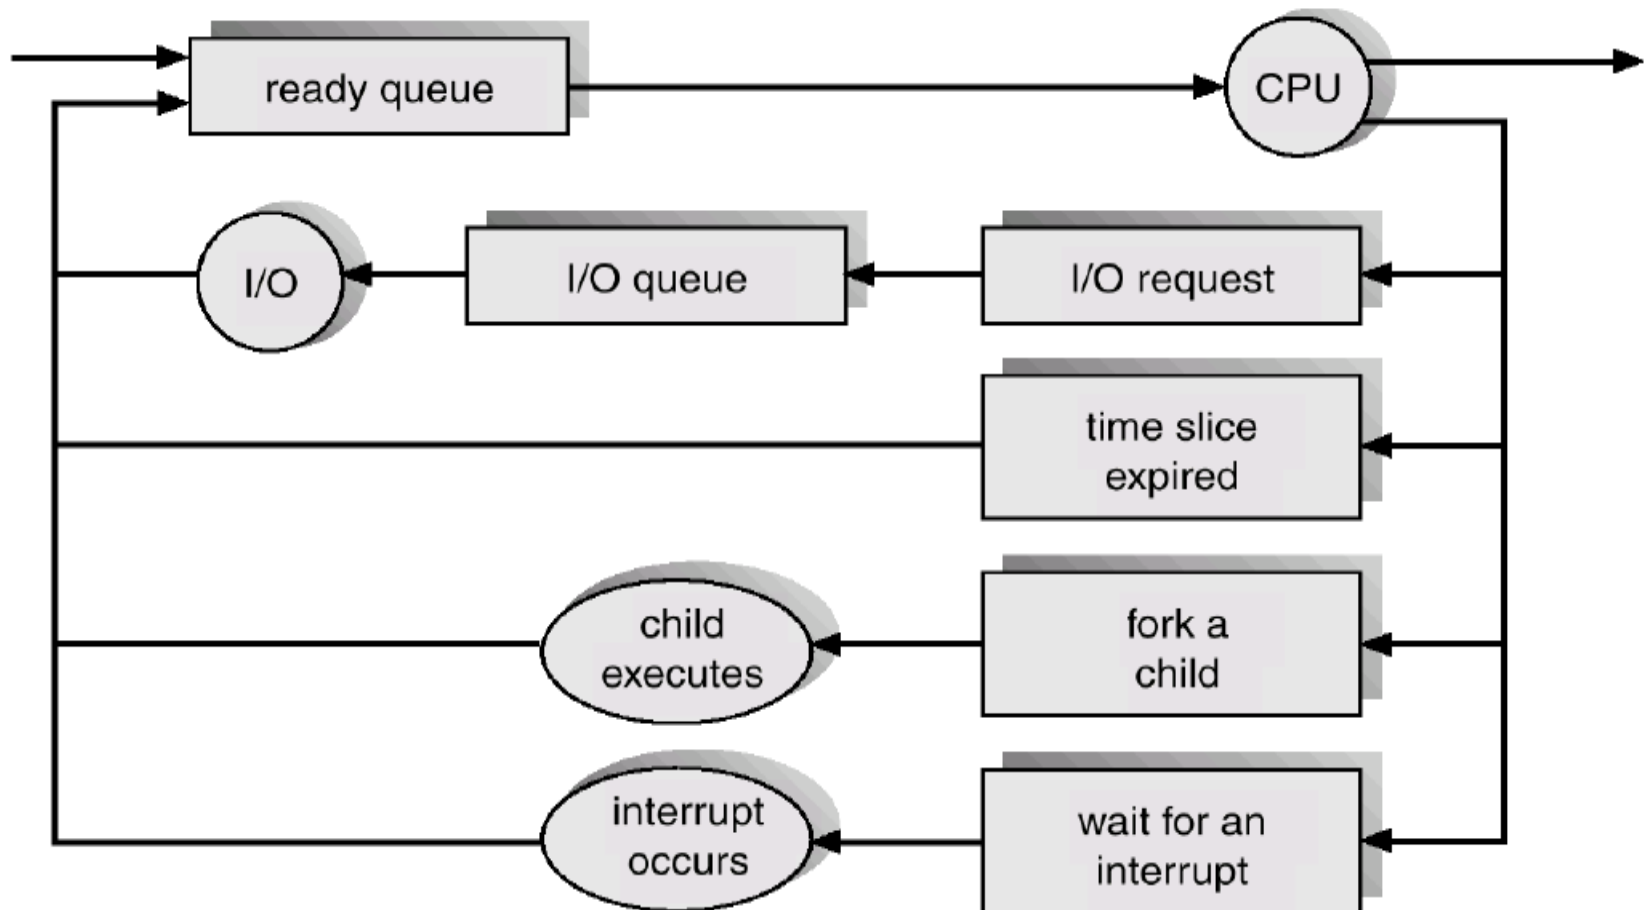 ready queue
CPU
I/O
I/O queue
I/O request
time slice
expired
child
executes
fork a
child
interrupt
occurs
wait for an
interrupt